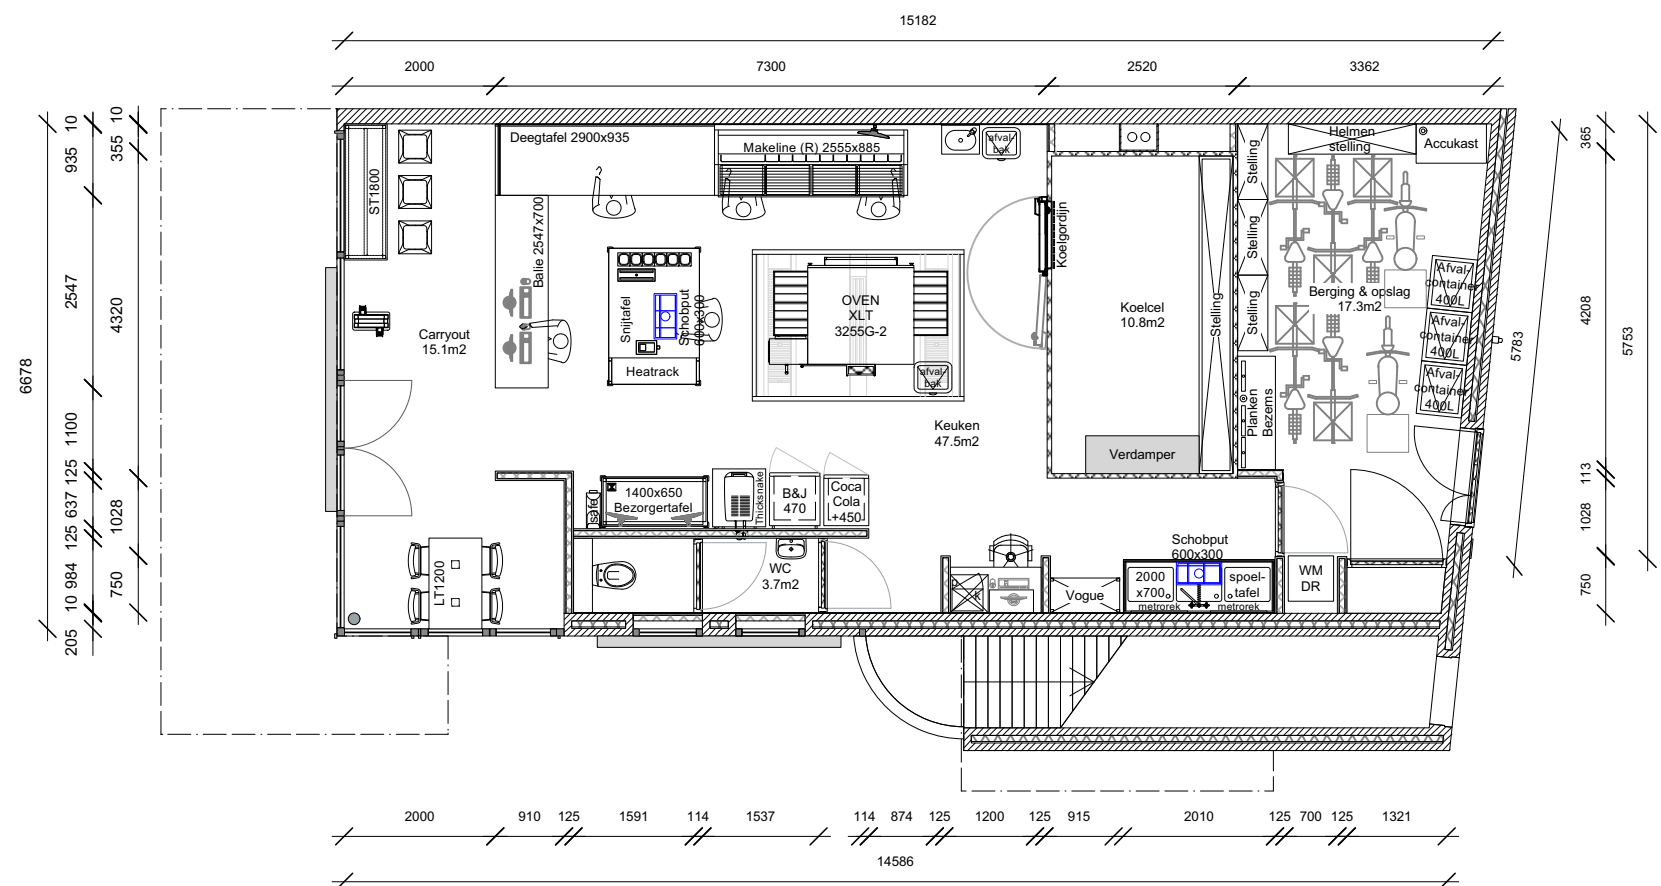 15182
2000
7300
2520
3362
6678
10
935
2547
1100
125
637
125
984
10
205
10
355
4320
1028
750
ST1800
Deegtafel 2900x935
Makeline (R) 2555x885
afval-
bak
Balie 2547x700
Carryout
15.1m2
Snijtafel
Schobput
600x300
Heatrack
OVEN
XLT
3255G-2
afval-
bak
Koelgordijn
Koelcel
10.8m2
Stelling
Verdamper
Stelling
Stelling
Stelling
Helmen
stelling
Accukast
Berging & opslag
17.3m2
Afval-
container
400L
Afval-
container
400L
Afval-
container
400L
Planken
Bezems
Keuken
47.5m2
safe
1400x650
Bezorgertafel
Thicksnake
B&J
470
Coca
Cola
+450
LT1200
WC
3.7m2
Vogue
Schobput
600x300
2000
x700
spoel-
tafel
metrorek
metrorek
WM
DR
365
4208
113
1028
750
5783
5753
2000
910
125
1591
114
1537
114
874
125
1200
125
915
2010
125
700
125
1321
14586